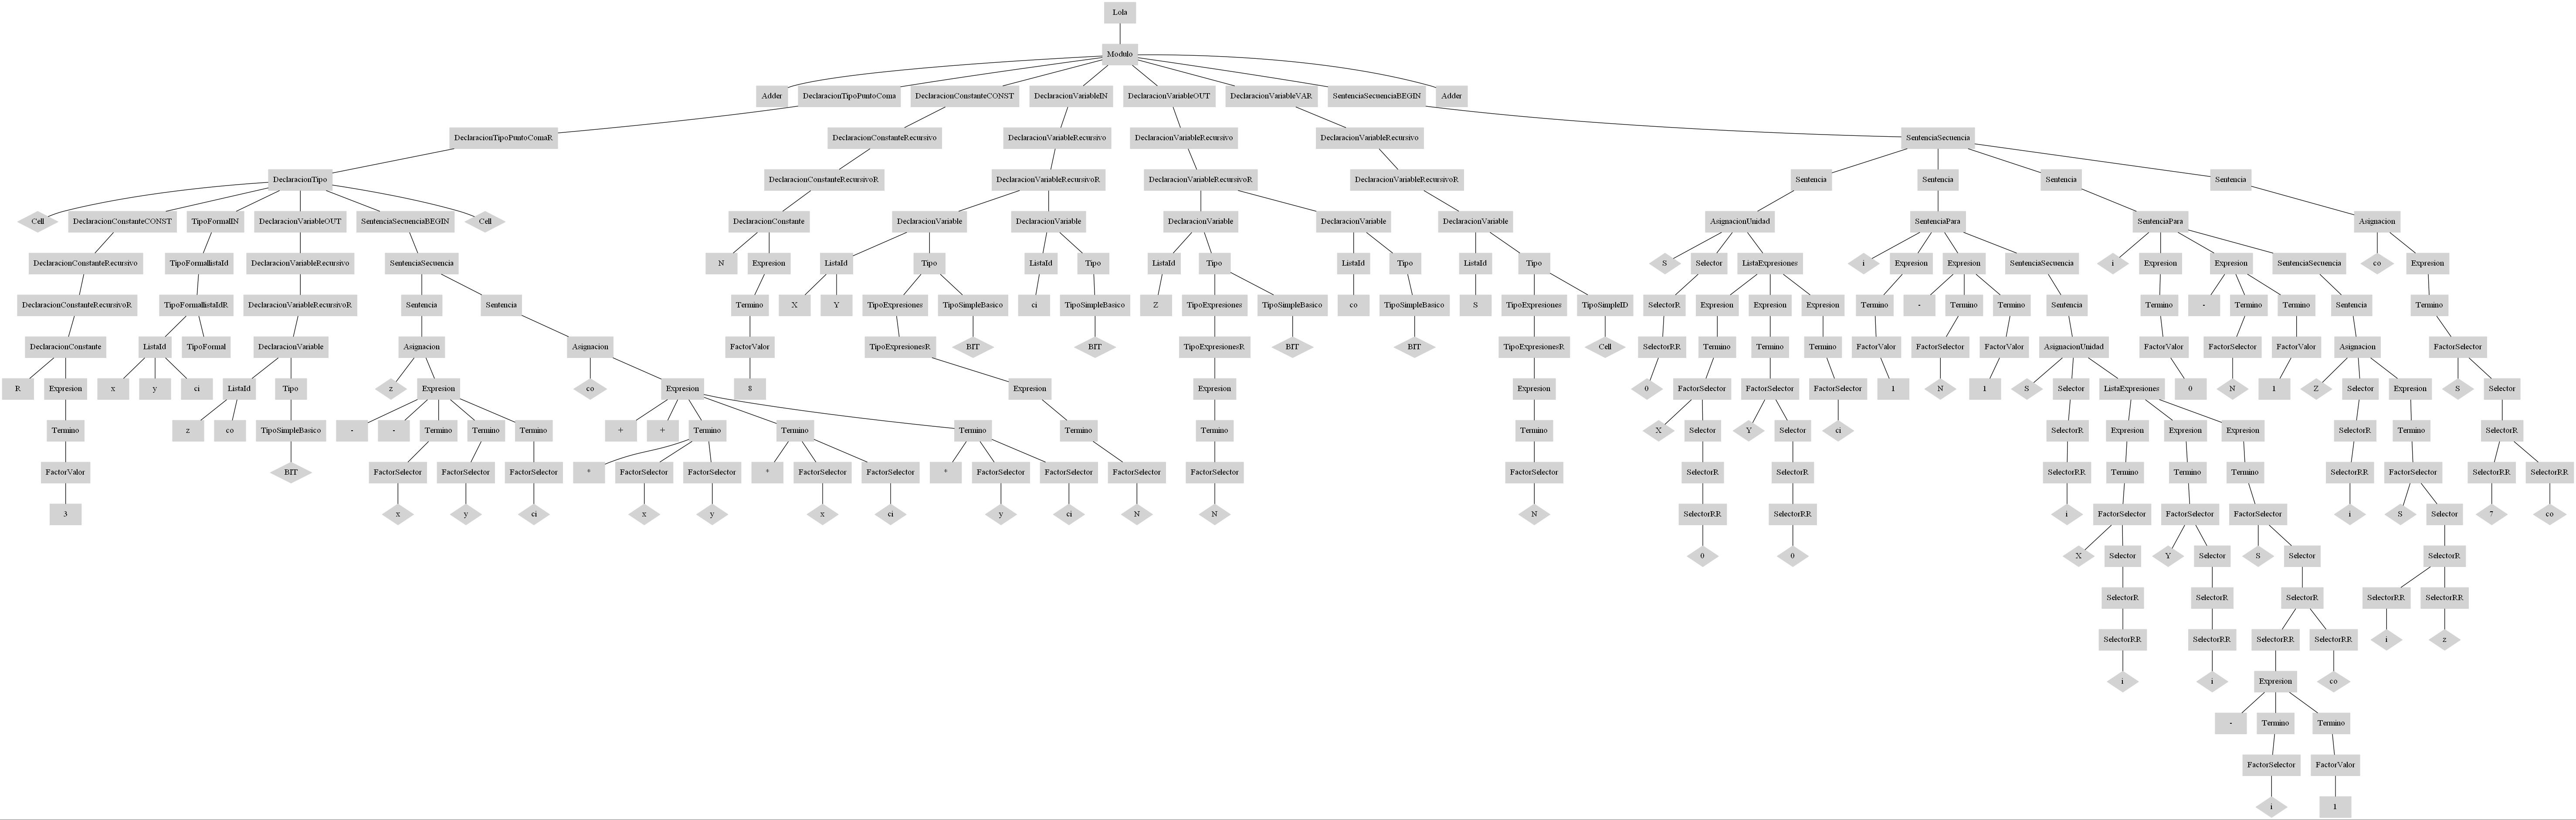 Lola
Modulo
Adder DeclaracionTipoPuntoComa DeclaracionConstanteCONST DeclaracionVariableIN DeclaracionVariableOUT DeclaracionVariableVAR SentenciaSecuenciaBEGIN Adder
DeclaracionTipoPuntoComaR DeclaracionConstanteRecursivo DeclaracionVariableRecursivo DeclaracionVariableRecursivo DeclaracionVariableRecursivo SentenciaSecuencia
DeclaracionTipo DeclaracionConstanteRecursivoR DeclaracionVariableRecursivoR DeclaracionVariableRecursivoR DeclaracionVariableRecursivoR Sentencia Sentencia Sentencia Sentencia
Cell DeclaracionConstanteCONST TipoFormalIN DeclaracionVariableOUT SentenciaSecuenciaBEGIN Cell DeclaracionConstante DeclaracionVariable DeclaracionVariable DeclaracionVariable DeclaracionVariable DeclaracionVariable AsignacionUnidad SentenciaPara SentenciaPara Asignacion
DeclaracionConstanteRecursivo TipoFormallistaId DeclaracionVariableRecursivo SentenciaSecuencia N Expresion ListaId Tipo ListaId Tipo ListaId Tipo ListaId Tipo ListaId Tipo S Selector ListaExpresiones i Expresion Expresion SentenciaSecuencia i Expresion Expresion SentenciaSecuencia co Expresion
DeclaracionConstanteRecursivoR TipoFormallistaIdR DeclaracionVariableRecursivoR Sentencia Sentencia Termino X Y TipoExpresiones TipoSimpleBasico ci TipoSimpleBasico Z TipoExpresiones TipoSimpleBasico co TipoSimpleBasico S TipoExpresiones TipoSimpleID SelectorR Expresion Expresion Expresion Termino - Termino Termino Sentencia Termino - Termino Termino Sentencia Termino
DeclaracionConstante ListaId TipoFormal DeclaracionVariable Asignacion Asignacion FactorValor TipoExpresionesR BIT BIT TipoExpresionesR BIT BIT TipoExpresionesR Cell SelectorRR Termino Termino Termino FactorValor FactorSelector FactorValor AsignacionUnidad FactorValor FactorSelector FactorValor Asignacion FactorSelector
R Expresion x y ci ListaId Tipo z Expresion co Expresion 8 Expresion Expresion Expresion 0 FactorSelector FactorSelector FactorSelector 1 N 1 S Selector ListaExpresiones 0 N 1 Z Selector Expresion S Selector
Termino z co TipoSimpleBasico - - Termino Termino Termino + + Termino Termino Termino Termino Termino Termino X Selector Y Selector ci SelectorR Expresion Expresion Expresion SelectorR Termino SelectorR
FactorValor BIT FactorSelector FactorSelector FactorSelector * FactorSelector FactorSelector * FactorSelector FactorSelector * FactorSelector FactorSelector FactorSelector FactorSelector FactorSelector SelectorR SelectorR SelectorRR Termino Termino Termino SelectorRR FactorSelector SelectorRR SelectorRR
3 x y ci x y x ci y ci N N N SelectorRR SelectorRR i FactorSelector FactorSelector FactorSelector i S Selector 7 co
0 0 X Selector Y Selector S Selector SelectorR
SelectorR SelectorR SelectorR SelectorRR SelectorRR
SelectorRR SelectorRR SelectorRR SelectorRR i z
i i Expresion co
- Termino Termino
FactorSelector FactorValor
i 1